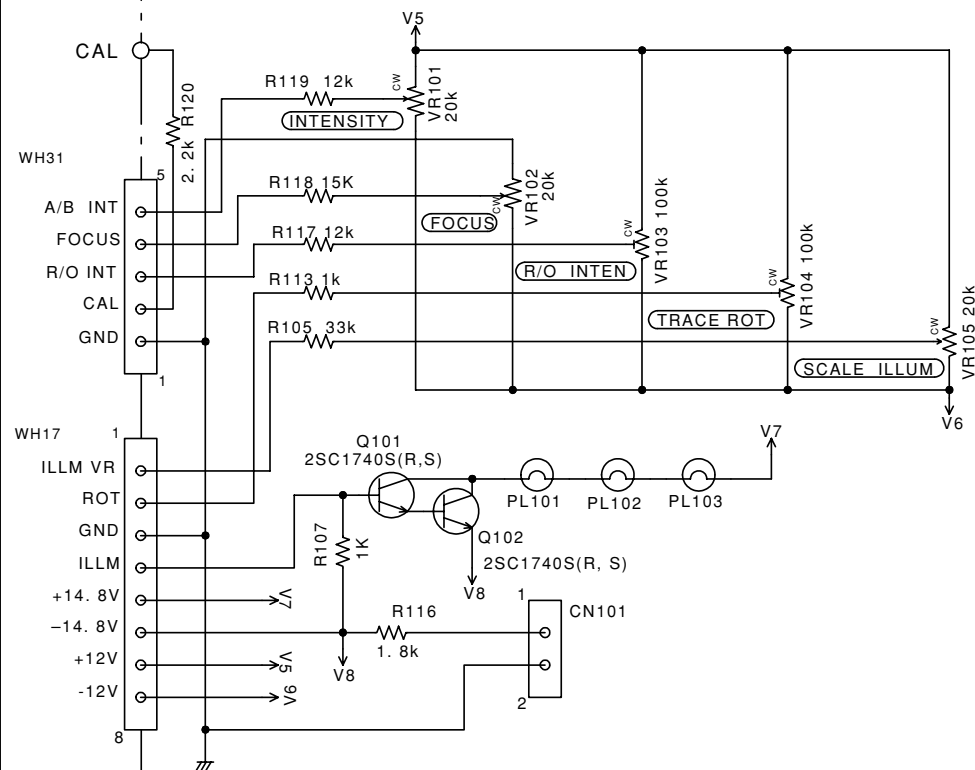 V5
CAL
R119 12k
CW
VR101
20k
R120
2. 2k
INTENSITY
WH31
5
A/B INT
R118 15K
CW
VR102
20k
FOCUS
FOCUS
R/O INT
R117 12k
CW
VR103 100k
R/O INTEN
CAL
R113 1k
CW
VR104 100k
TRACE ROT
GND
R105 33k
CW
VR105 20k
SCALE ILLUM
1
V6
WH17
1
Q101
2SC1740S(R,S)
V7
ILLM VR
PL101
PL102
PL103
ROT
GND
R107
1K
Q102
2SC1740S(R, S)
ILLM
V8
+14. 8V
V7
1
CN101
R116
1. 8k
−14. 8V
V8
+12V
V5
-12V
V6
2
8